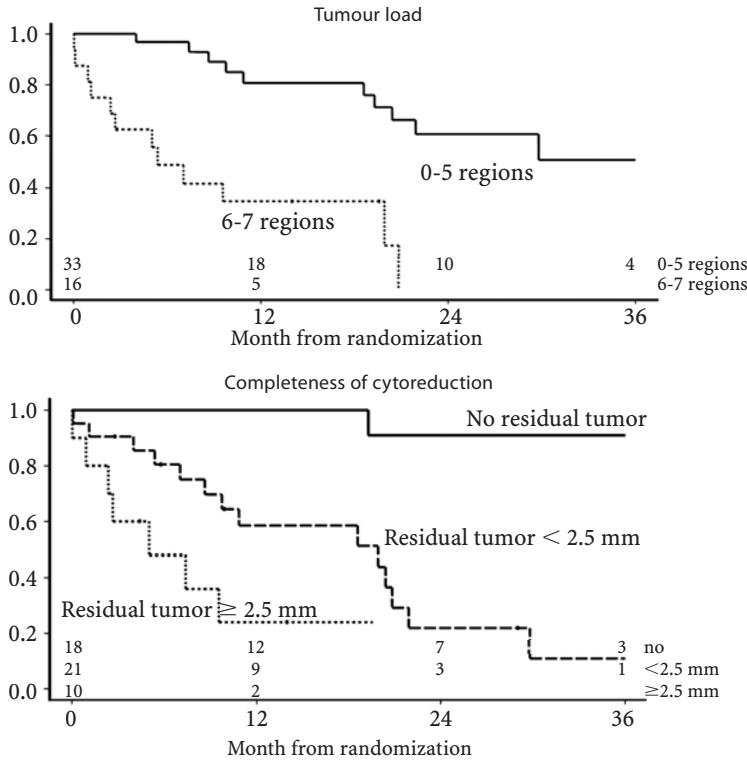 Tumour load
1.0
0.8
0.6
0-5 regions
0.4
6-7 regions
0.2
33 18 10 4 0-5 regions
16 5 6-7 regions
0.0
0 12 24 36
Month from randomization
Completeness of cytoreduction
1.0
No residual tumor
0.8
0.6
Residual tumor < 2.5 mm
0.4
Residual tumor ≥ 2.5 mm
0.2
18 12 7 3 no
21 9 3 1 <2.5 mm
0.0
10 2 ≥2.5 mm
0 12 24 36
Month from randomization